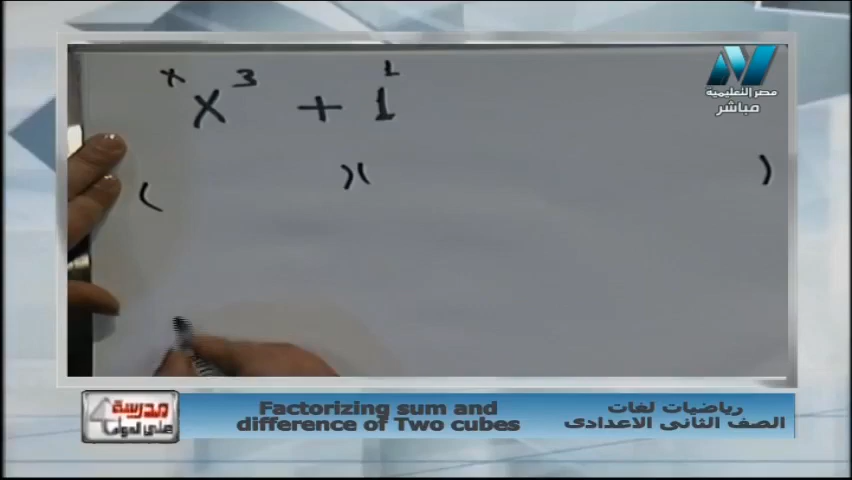 x 1
x³ + 1
( )( )
مصر التعليمية
مباشر
مدرسة
على الهواء
Factorizing sum and
difference of Two cubes
رياضيات لغات
الصف الثانى الاعدادى